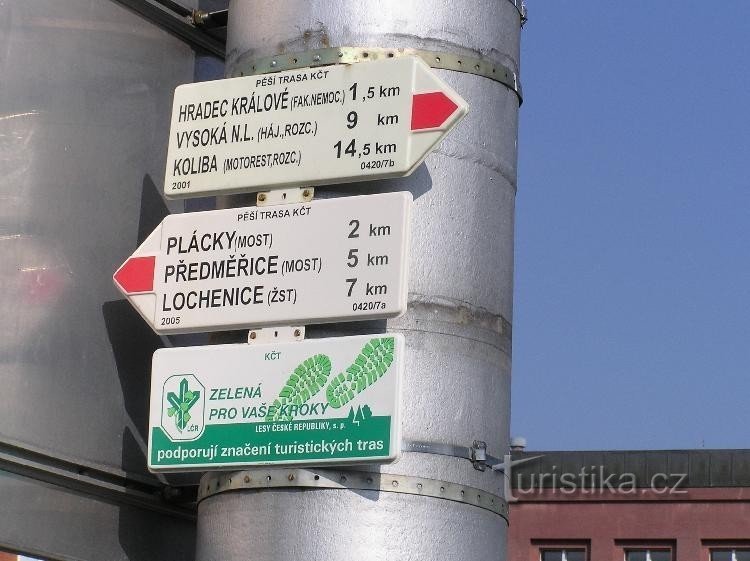 PĚŠÍ TRASA KČT
HRADEC KRÁLOVÉ (FAK.NEMOC.) 1,5 km
VYSOKÁ N.L. (HÁJ.,ROZC.) 9 km
KOLIBA (MOTOREST,ROZC.) 14,5 km
2001 0420/7b
PĚŠÍ TRASA KČT
PLÁCKY (MOST) 2 km
PŘEDMĚŘICE (MOST) 5 km
LOCHENICE (ŽST) 7 km
2005 0420/7a
KČT
ZELENÁ
PRO VAŠE KROKY
LČR
LESY ČESKÉ REPUBLIKY, s. p.
podporují značení turistických tras
turistika.cz